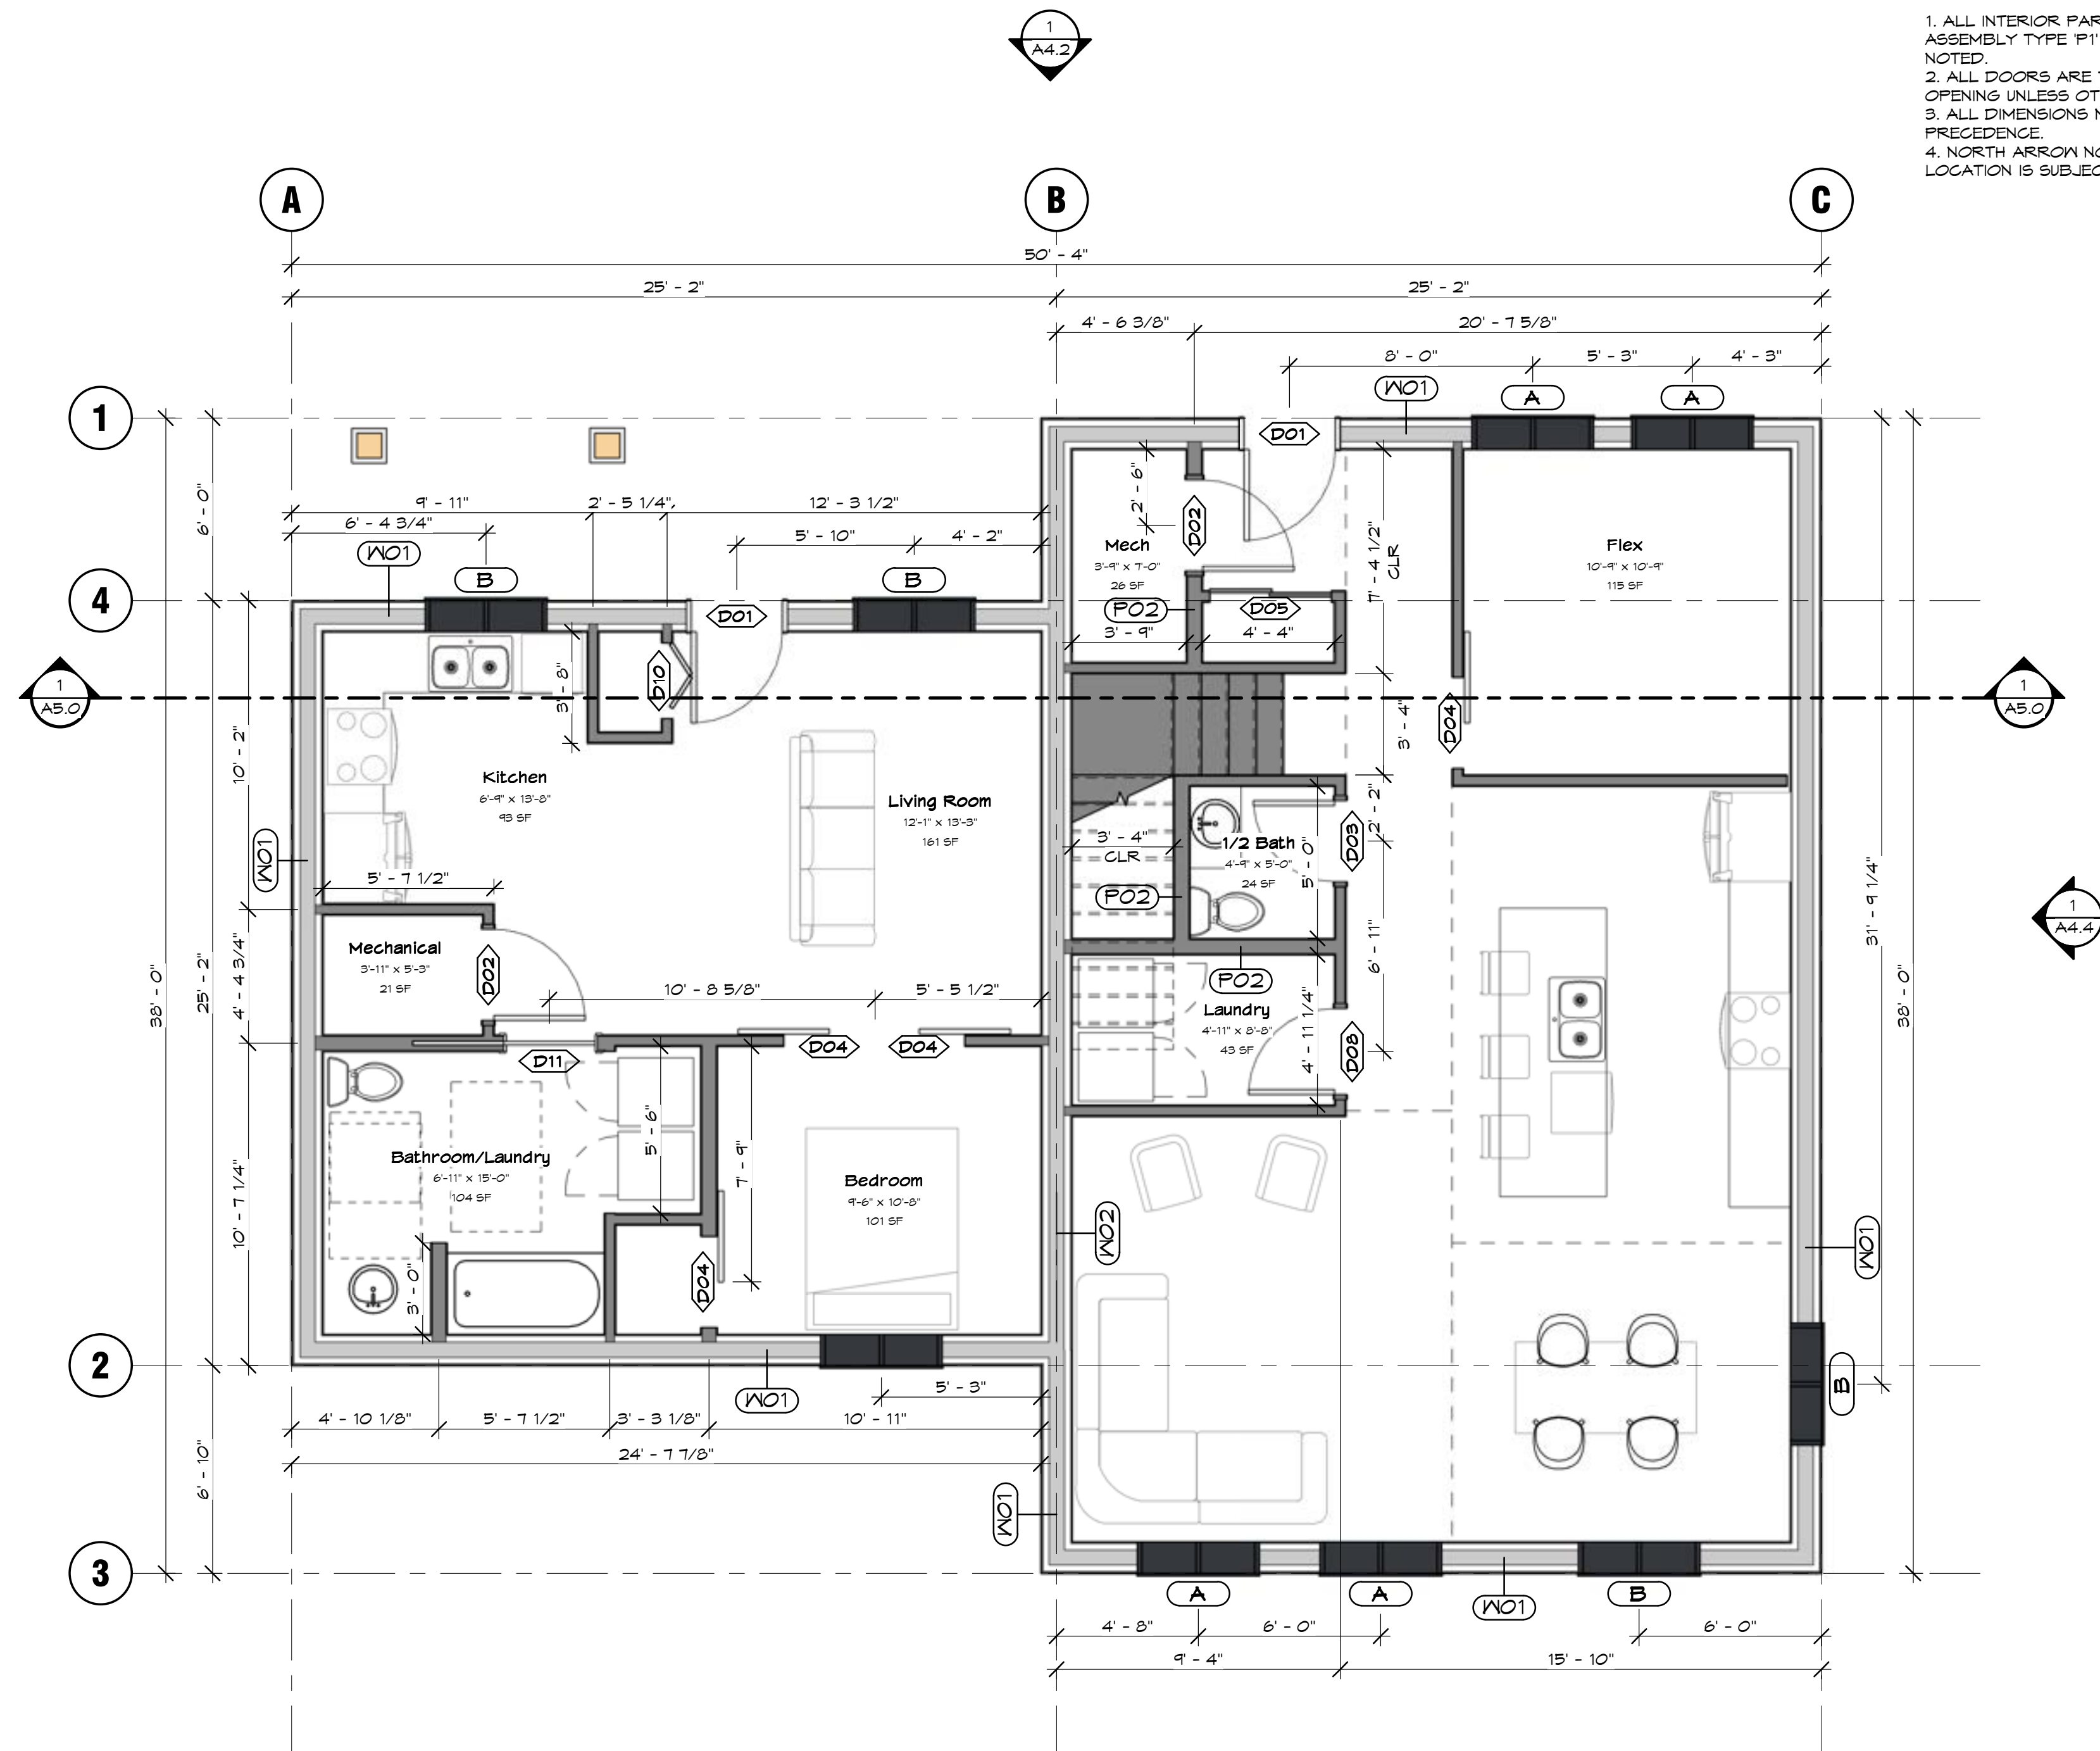 1
A4.2
1. ALL INTERIOR PAR
ASSEMBLY TYPE 'P1'
NOTED.
2. ALL DOORS ARE
OPENING UNLESS OT
3. ALL DIMENSIONS
PRECEDENCE.
4. NORTH ARROW NO
LOCATION IS SUBJEC
A
B
C
50' - 4"
25' - 2"
25' - 2"
4' - 6 3/8"
20' - 7 5/8"
8' - 0"
5' - 3"
4' - 3"
W01
A
A
1
D01
6' - 0"
9' - 11"
2' - 5 1/4"
12' - 3 1/2"
6' - 4 3/4"
5' - 10"
4' - 2"
W01
B
B
2' - 6"
D02
Mech
3'-9" x 7'-0"
26 SF
7' - 4 1/2"
CLR
Flex
10'-9" x 10'-9"
115 SF
4
D01
P02
D05
3' - 9"
4' - 4"
1
A5.0
3' - 8"
D10
3' - 4"
D04
1
A5.0
10' - 2"
Kitchen
6'-9" x 13'-8"
93 SF
Living Room
12'-1" x 13'-3"
161 SF
W01
5' - 7 1/2"
3' - 4"
CLR
1/2 Bath
4'-9" x 5'-0"
24 SF
5' - 0"
D03
2' - 2"
P02
6' - 11"
31' - 9 1/4"
1
A4.4
38' - 0"
25' - 2"
4' - 4 3/4"
Mechanical
3'-11" x 5'-3"
21 SF
D02
10' - 8 5/8"
5' - 5 1/2"
P02
Laundry
4'-11" x 8'-8"
43 SF
4' - 11 1/4"
D08
38' - 0"
D11
D04
D04
10' - 7 1/4"
Bathroom/Laundry
6'-11" x 15'-0"
104 SF
5' - 6"
7' - 9"
Bedroom
9'-6" x 10'-8"
101 SF
W02
W01
3' - 0"
D04
2
B
W01
5' - 3"
4' - 10 1/8"
5' - 7 1/2"
3' - 3 1/8"
10' - 11"
24' - 7 7/8"
6' - 10"
W01
3
A
A
W01
B
4' - 8"
6' - 0"
6' - 0"
9' - 4"
15' - 10"